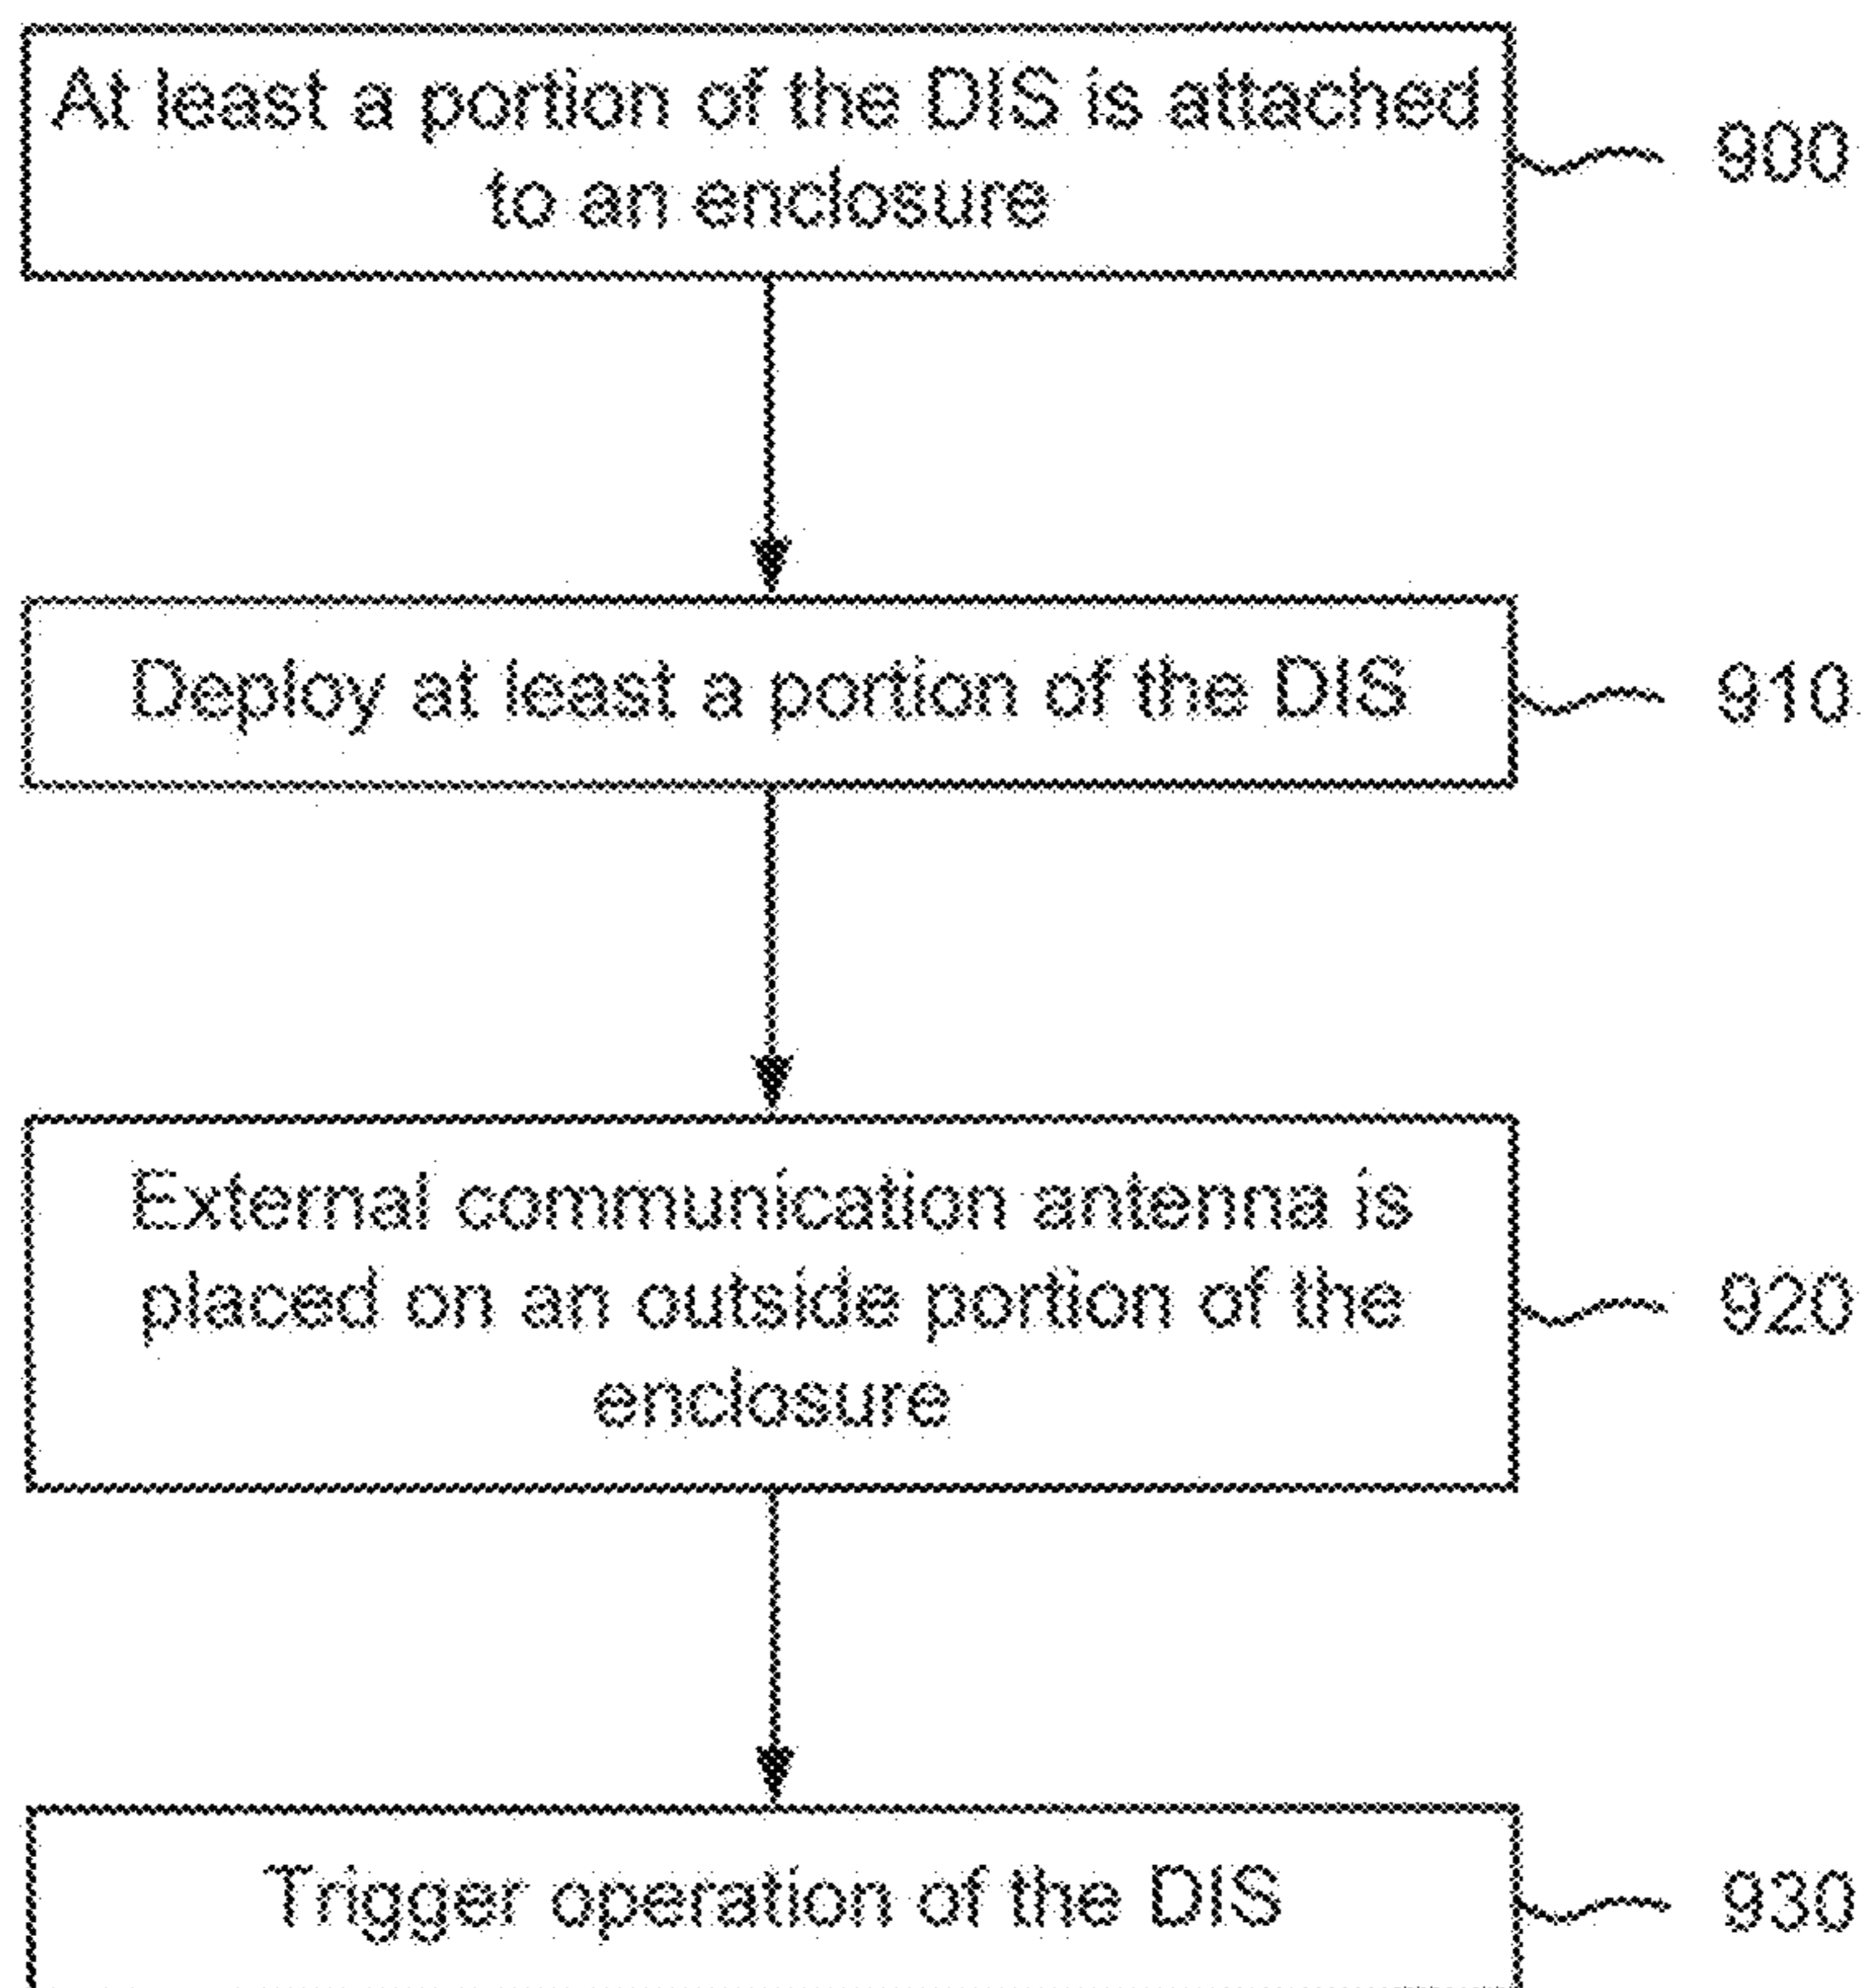 At least a portion of the DIS is attached
to an enclosure
900
Deploy at least a portion of the DIS
910
External communication antenna is
placed on an outside portion of the
enclosure
920
Trigger operation of the DIS
930